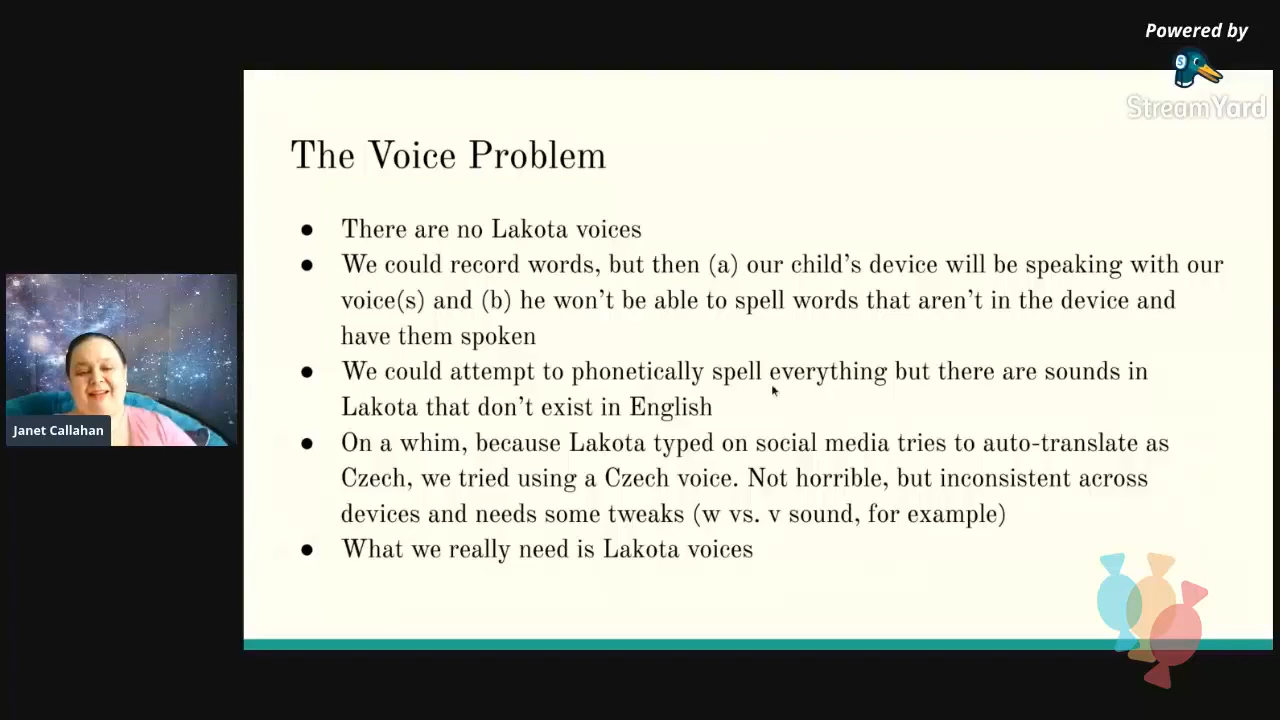 Powered by
StreamYard
The Voice Problem
● There are no Lakota voices
● We could record words, but then (a) our child's device will be speaking with our
voice(s) and (b) he won't be able to spell words that aren't in the device and
have them spoken
● We could attempt to phonetically spell everything but there are sounds in
Lakota that don't exist in English
● On a whim, because Lakota typed on social media tries to auto-translate as
Czech, we tried using a Czech voice. Not horrible, but inconsistent across
devices and needs some tweaks (w vs. v sound, for example)
● What we really need is Lakota voices
Janet Callahan